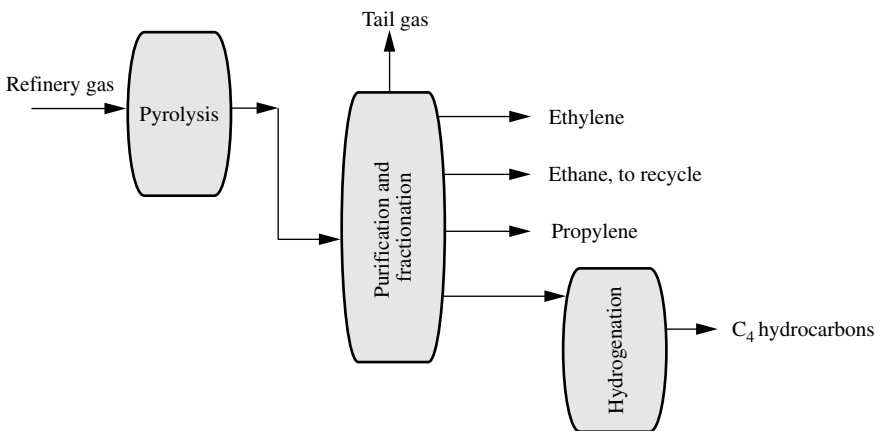 Tail gas
Refinery gas
Pyrolysis
Purification and
fractionation
Ethylene
Ethane, to recycle
Propylene
Hydrogenation
C₄ hydrocarbons